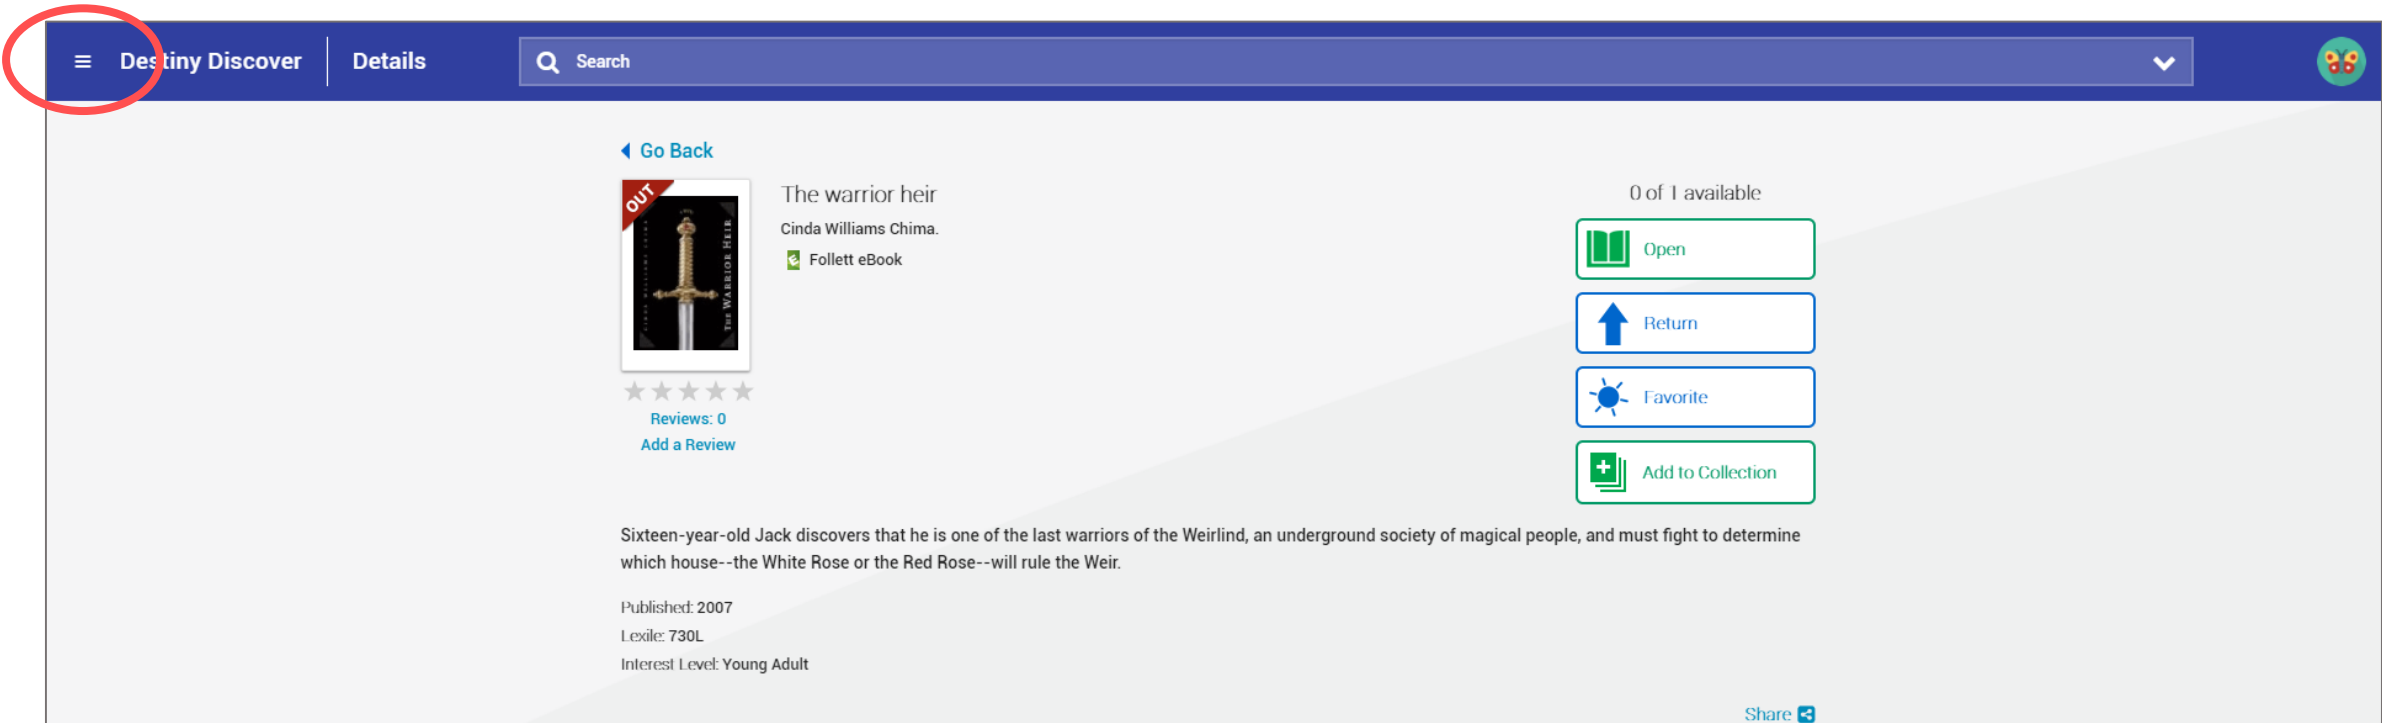 Destiny Discover
Details
Search
Go Back
OUT
THE WARRIOR HEIR
The warrior heir
Cinda Williams Chima.
Follett eBook
0 of 1 available
Open
Return
Favorite
Add to Collection
Reviews: 0
Add a Review
Sixteen-year-old Jack discovers that he is one of the last warriors of the Weirlind, an underground society of magical people, and must fight to determine
which house--the White Rose or the Red Rose--will rule the Weir.
Published: 2007
Lexile: 730L
Interest Level: Young Adult
Share